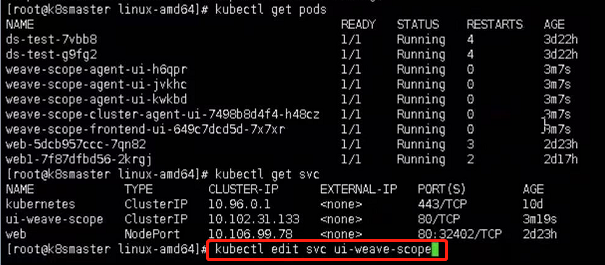 [root@k8smaster linux-amd64]# kubectl get pods
NAME READY STATUS RESTARTS AGE
ds-test-7vbb8 1/1 Running 4 3d22h
ds-test-g9fg2 1/1 Running 4 3d22h
weave-scope-agent-ui-h6qpr 1/1 Running 0 3m7s
weave-scope-agent-ui-jvkhc 1/1 Running 0 3m7s
weave-scope-agent-ui-kwkbd 1/1 Running 0 3m7s
weave-scope-cluster-agent-ui-7498b8d4f4-h48cz 1/1 Running 0 3m7s
weave-scope-frontend-ui-649c7dcd5d-7x7xr 1/1 Running 0 3m7s
web-5dcb957ccc-7qn82 1/1 Running 3 2d23h
web1-7f87dfbd56-2krgj 1/1 Running 2 2d17h
[root@k8smaster linux-amd64]# kubectl get svc
NAME TYPE CLUSTER-IP EXTERNAL-IP PORT(S) AGE
kubernetes ClusterIP 10.96.0.1 <none> 443/TCP 10d
ui-weave-scope ClusterIP 10.102.31.133 <none> 80/TCP 3m19s
web NodePort 10.106.99.78 <none> 80:32402/TCP 2d23h
[root@k8smaster linux-amd64]# kubectl edit svc ui-weave-scope